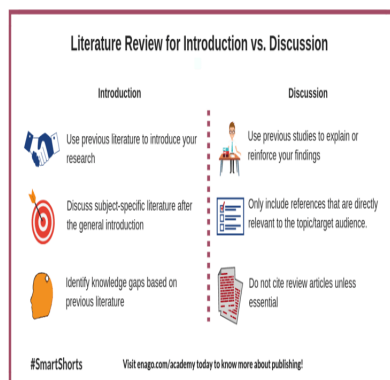 Literature Review for Introduction vs. Discussion
Introduction
Use previous literature to introduce your
research
Discuss subject-specific literature after
the general introduction
Identify knowledge gaps based on
previous literature
Discussion
Use previous studies to explain or
reinforce your findings
Only include references that are directly
relevant to the topic/target audience.
Do not cite review articles unless
essential
#SmartShorts
Visit enago.com/academy today to know more about publishing!